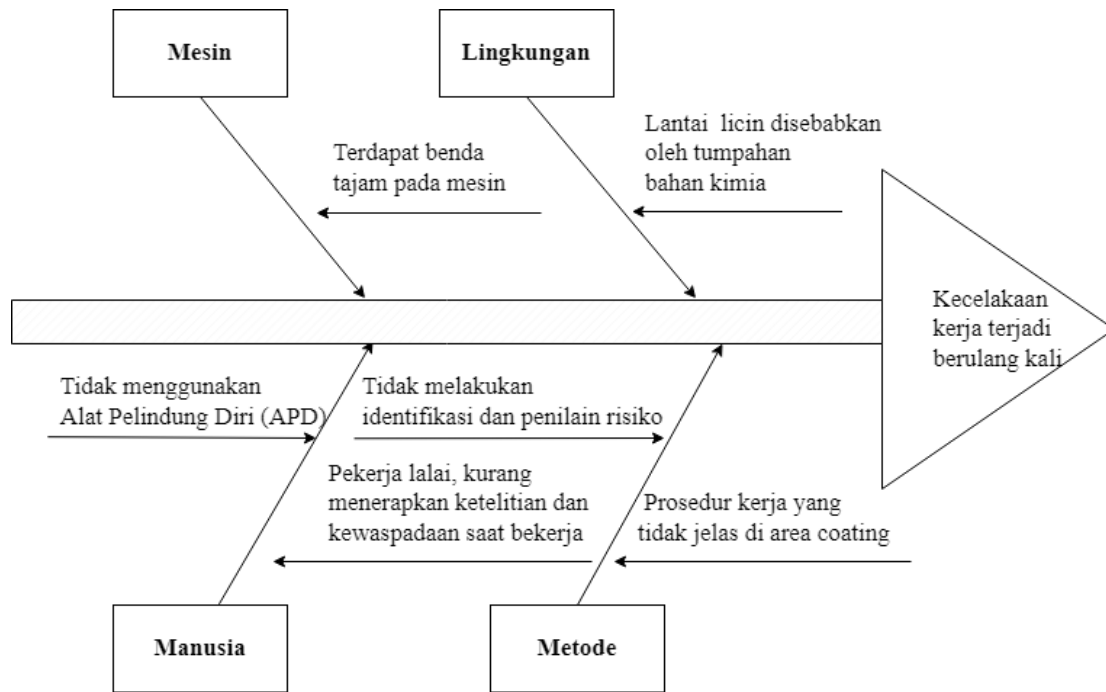 Mesin
Lingkungan
Terdapat benda
tajam pada mesin
Lantai licin disebabkan
oleh tumpahan
bahan kimia
Kecelakaan
kerja terjadi
berulang kali
Tidak menggunakan
Alat Pelindung Diri (APD)
Tidak melakukan
identifikasi dan penilain risiko
Pekerja lalai, kurang
menerapkan ketelitian dan
kewaspadaan saat bekerja
Prosedur kerja yang
tidak jelas di area coating
Manusia
Metode